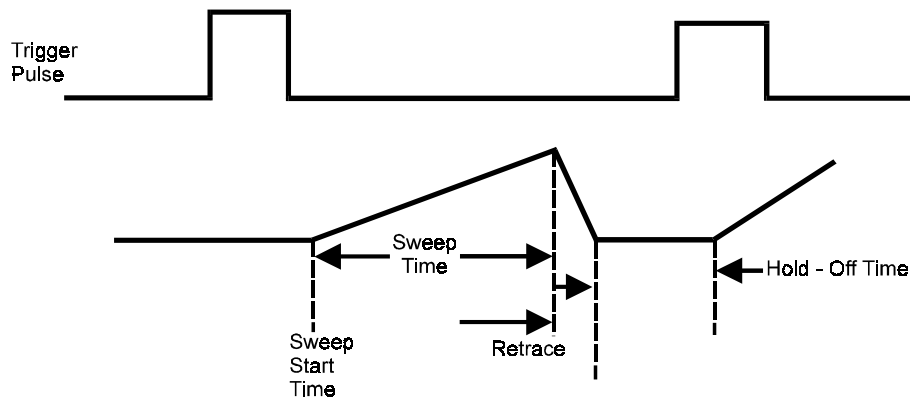 Trigger
Pulse
Sweep
Time
Hold - Off Time
Sweep
Start
Time
Retrace